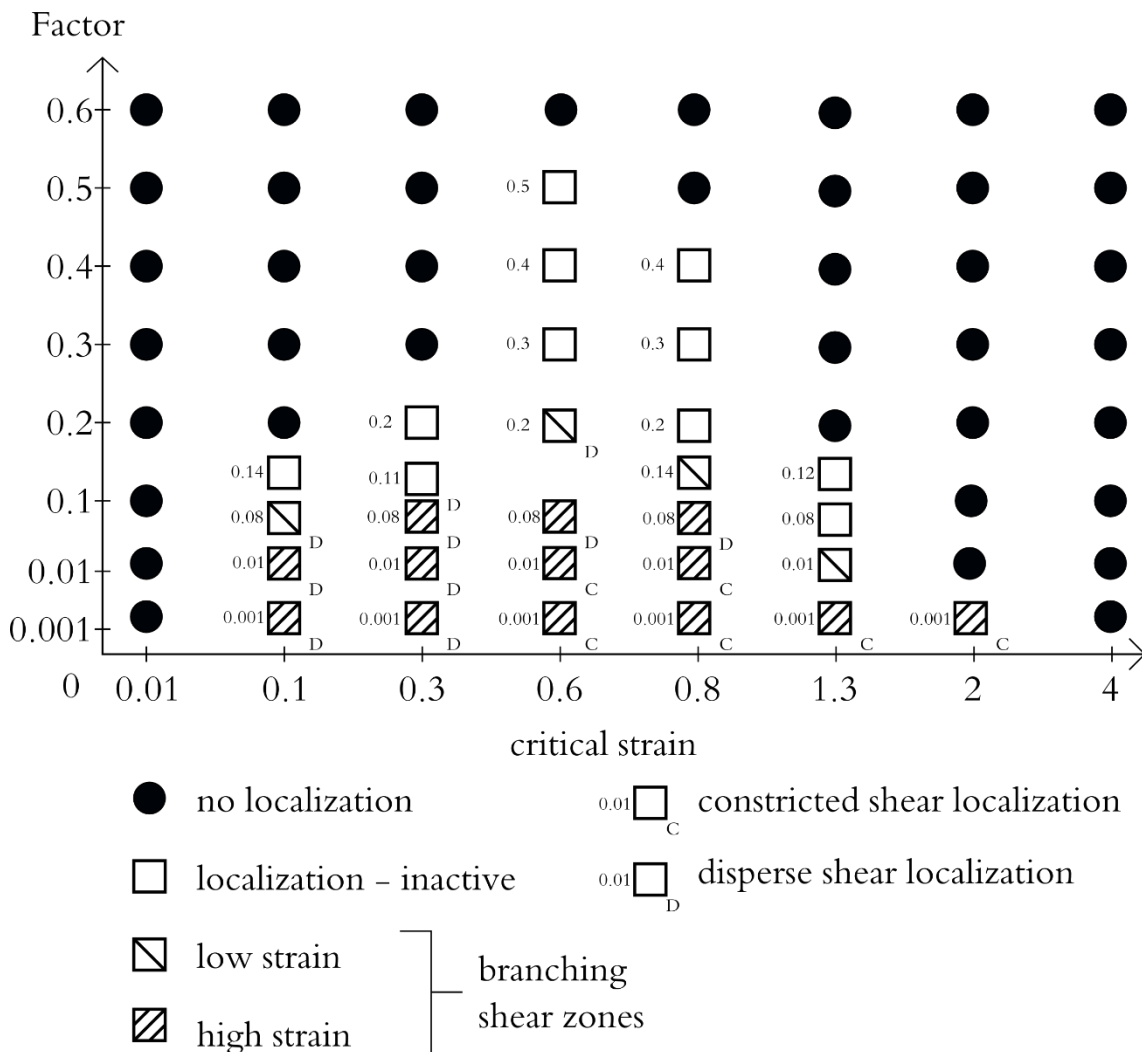 Factor
0.6
0.5
0.5
0.4
0.4
0.4
0.3
0.3
0.3
0.2
0.2
0.2
D
0.2
0.14
0.11
0.14
0.12
0.1
D
0.08
D
0.08
D
0.08
D
0.08
D
0.08
0.01
0.01
D
0.01
D
0.01
C
0.01
C
0.01
0.001
0.001
D
0.001
D
0.001
C
0.001
C
0.001
C
0.001
C
0
0.01
0.1
0.3
0.6
0.8
1.3
2
4
critical strain
no localization
0.01
C
constricted shear localization
localization – inactive
0.01
D
disperse shear localization
low strain
high strain
branching
shear zones